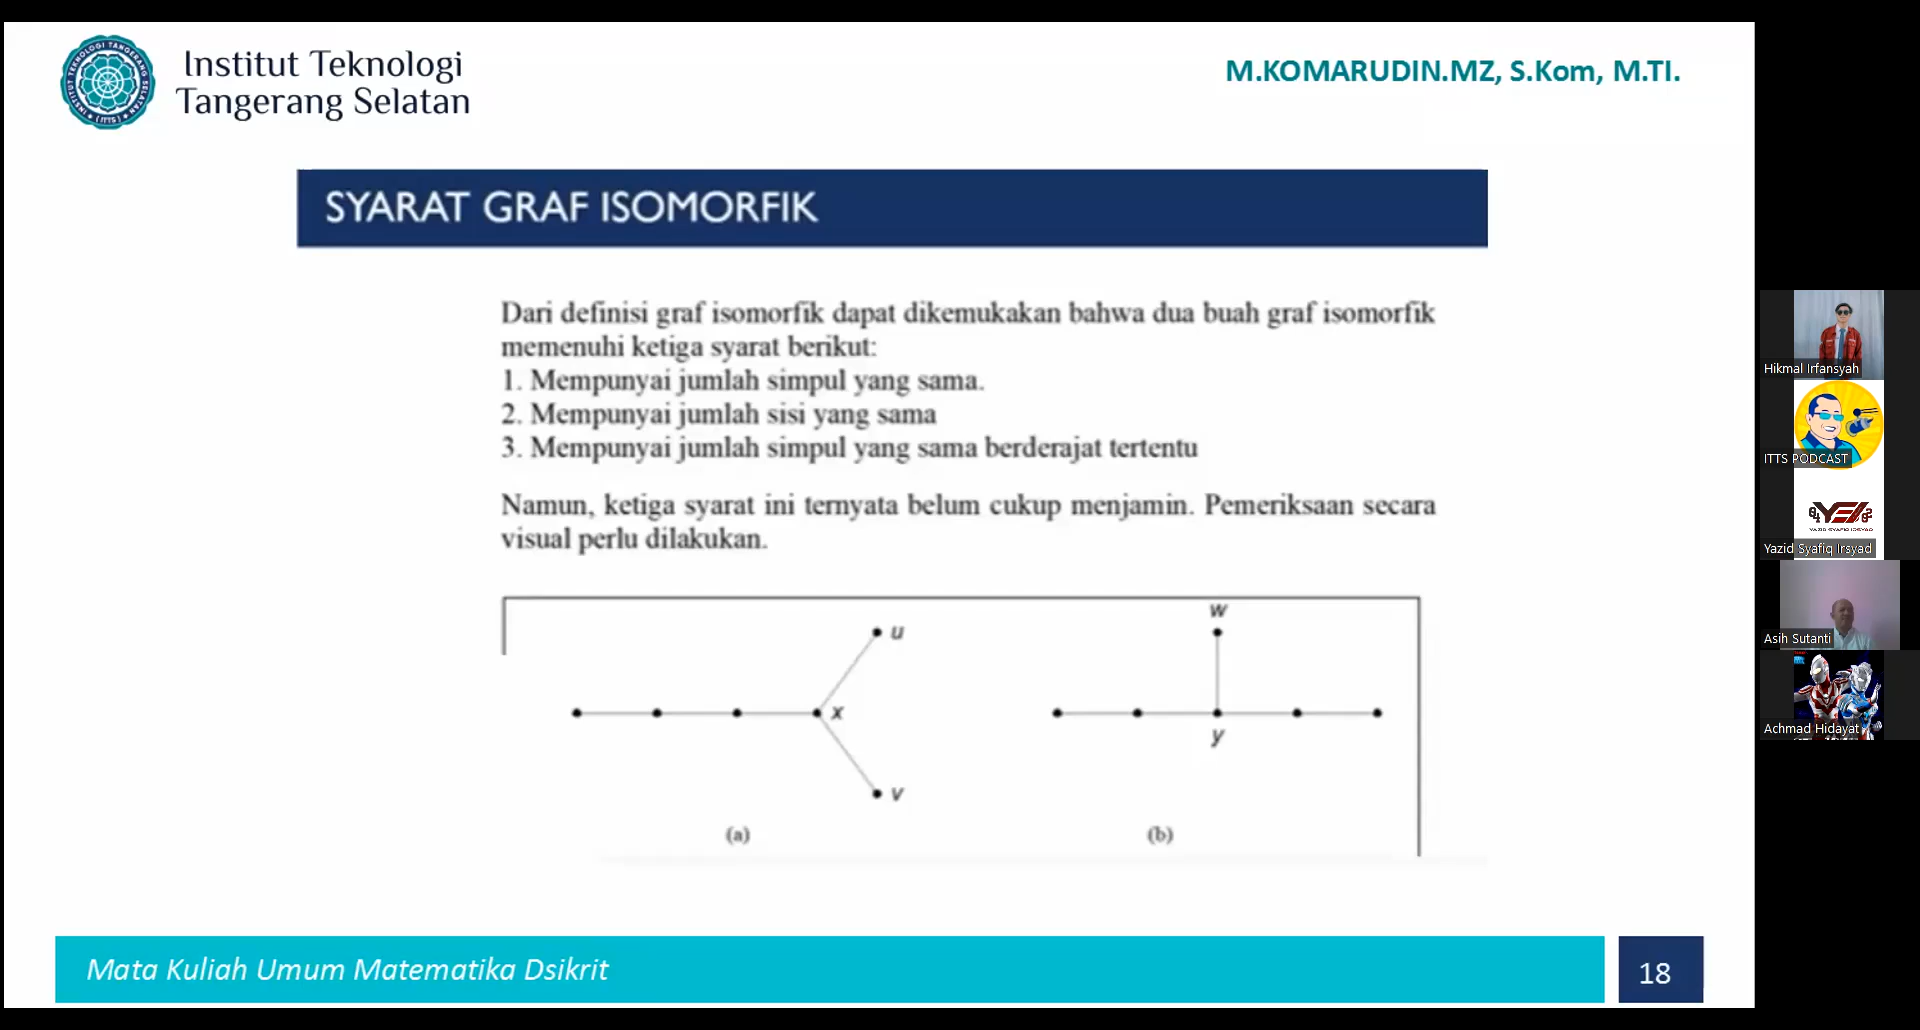 Institut Teknologi
Tangerang Selatan
M.KOMARUDIN.MZ, S.Kom, M.TI.
SYARAT GRAF ISOMORFIK
Dari definisi graf isomorfik dapat dikemukakan bahwa dua buah graf isomorfik
memenuhi ketiga syarat berikut:
1. Mempunyai jumlah simpul yang sama.
2. Mempunyai jumlah sisi yang sama
3. Mempunyai jumlah simpul yang sama berderajat tertentu
Namun, ketiga syarat ini ternyata belum cukup menjamin. Pemeriksaan secara
visual perlu dilakukan.
u
x
v
(a)
w
y
(b)
Mata Kuliah Umum Matematika Dsikrit
18
Hikmal Irfansyah
ITTS PODCAST
YAZID SYAFIQ IRSYAD
Yazid Syafiq Irsyad
Asih Sutanti
Achmad Hidayat